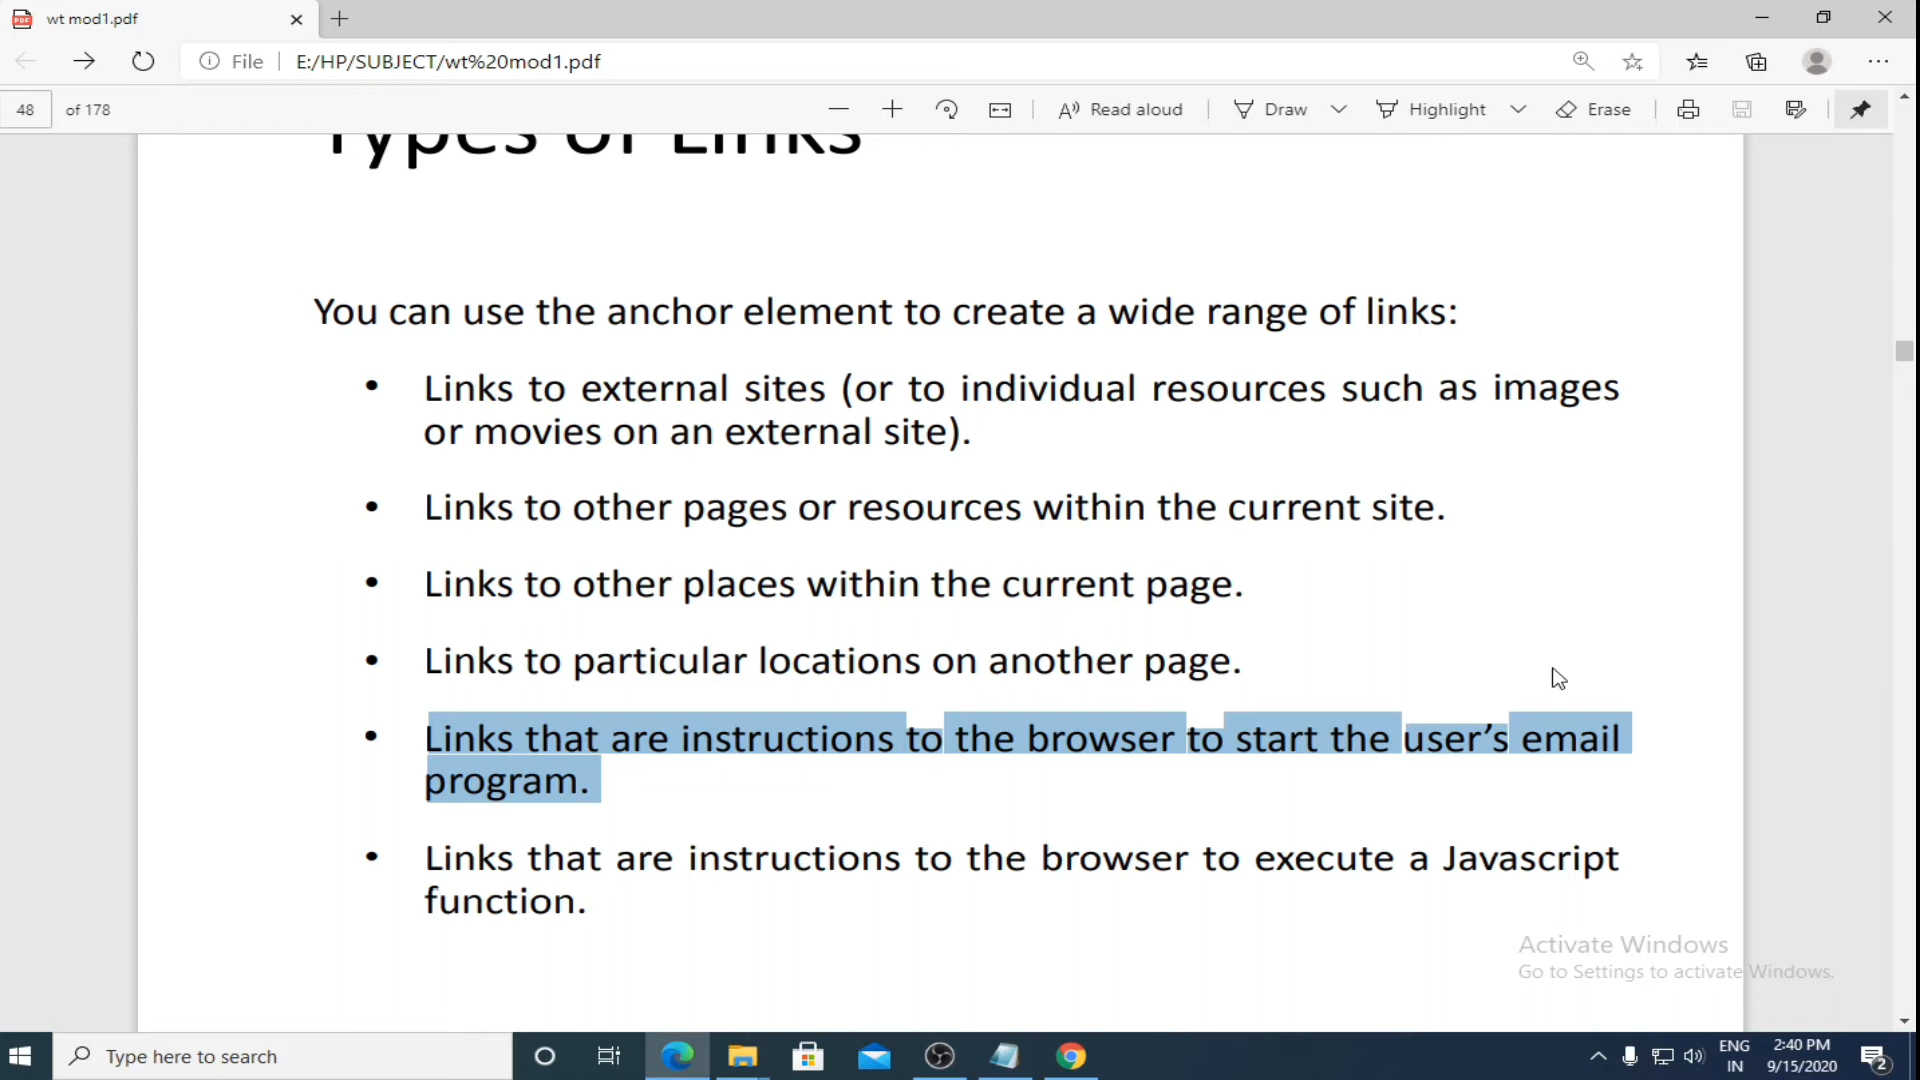 wt mod1.pdf
File
E:/HP/SUBJECT/wt%20mod1.pdf
48 of 178
Read aloud
Draw
Highlight
Erase
Types of Links
You can use the anchor element to create a wide range of links:
• Links to external sites (or to individual resources such as images
or movies on an external site).
• Links to other pages or resources within the current site.
• Links to other places within the current page.
• Links to particular locations on another page.
• Links that are instructions to the browser to start the user’s email
program.
• Links that are instructions to the browser to execute a Javascript
function.
Activate Windows
Go to Settings to activate Windows.
Type here to search
ENG
IN
2:40 PM
9/15/2020
2